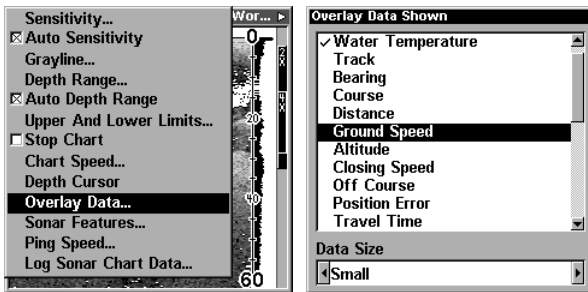 Sensitivity...
Auto Sensitivity
Grayline...
Depth Range...
Auto Depth Range
Upper And Lower Limits...
Stop Chart
Chart Speed...
Depth Cursor
Overlay Data...
Sonar Features...
Ping Speed...
Log Sonar Chart Data...
Wor...
0
20
40
60
Overlay Data Shown
Water Temperature
Track
Bearing
Course
Distance
Ground Speed
Altitude
Closing Speed
Off Course
Position Error
Travel Time
Data Size
Small